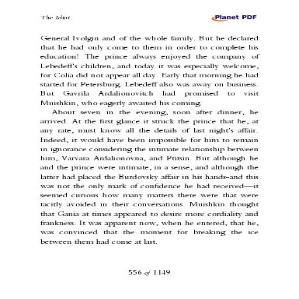 The Idiot
Planet PDF
General Ivolgin and of the whole family. But he declared
that he had only come to them in order to complete his
education! The prince always enjoyed the company of
Lebedeff's children, and today it was especially welcome,
for Colia did not appear all day. Early that morning he had
started for Petersburg. Lebedeff also was away on business.
But Gavrila Ardalionovitch had promised to visit
Muishkin, who eagerly awaited his coming.
About seven in the evening, soon after dinner, he
arrived. At the first glance it struck the prince that he, at
any rate, must know all the details of last night's affair.
Indeed, it would have been impossible for him to remain
in ignorance considering the intimate relationship between
him, Varvara Ardalionovna, and Ptitsin. But although he
and the prince were intimate, in a sense, and although the
latter had placed the Burdovsky affair in his hands-and this
was not the only mark of confidence he had received—it
seemed curious how many matters there were that were
tacitly avoided in their conversations. Muishkin thought
that Gania at times appeared to desire more cordiality and
frankness. It was apparent now, when he entered, that he,
was convinced that the moment for breaking the ice
between them had come at last.
556 of 1149